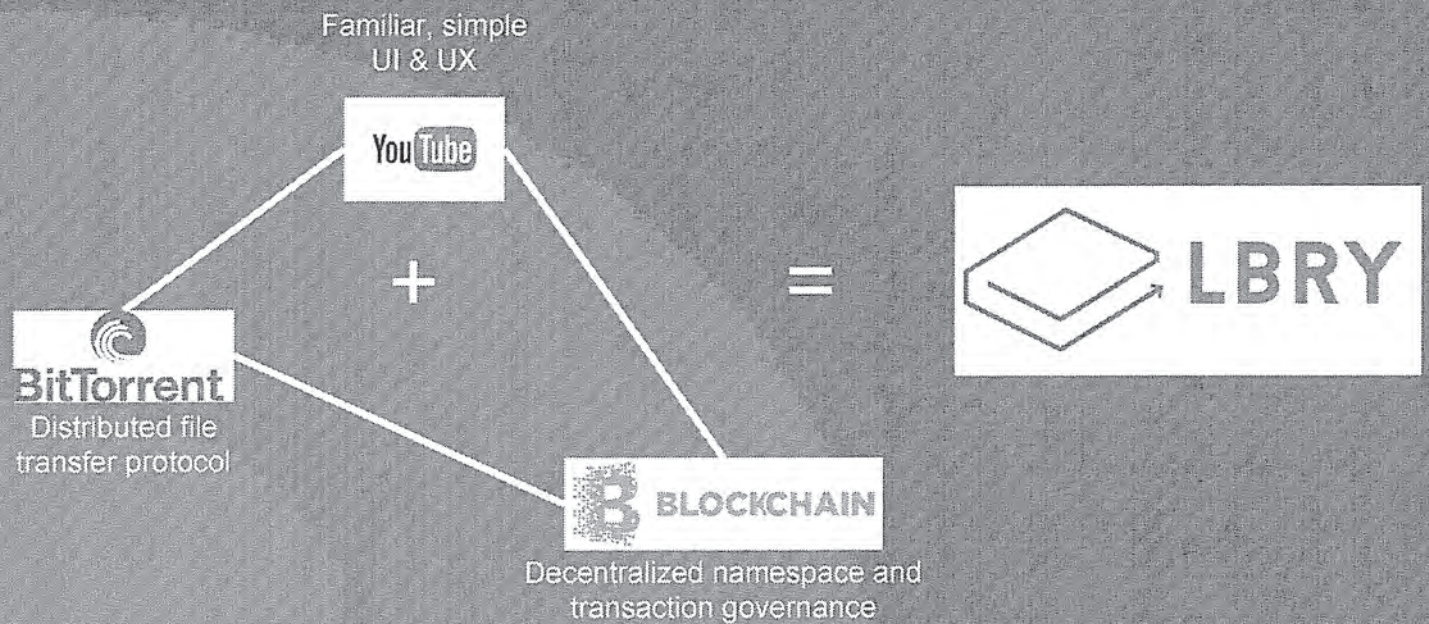 Familiar, simple
UI & UX
YouTube
+
=
LBRY
BitTorrent
Distributed file
transfer protocol
BLOCKCHAIN
Decentralized namespace and
transaction governance